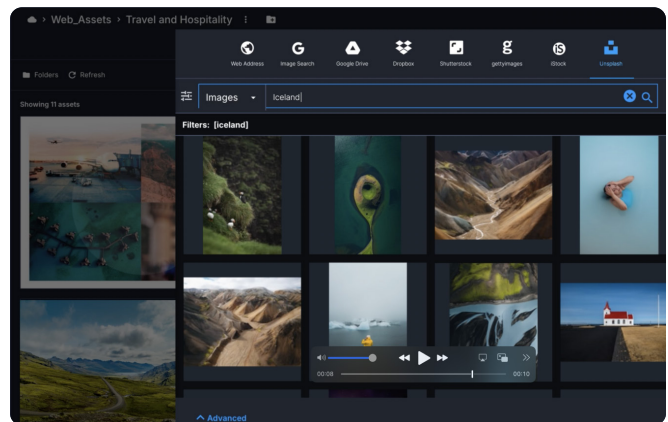 Web_Assets > Travel and Hospitality
Folders Refresh
Showing 11 assets
Web Address Image Search Google Drive Dropbox Shutterstock gettyimages iStock Unsplash
Images Iceland
Filters: [iceland]
00:08 00:10
Advanced